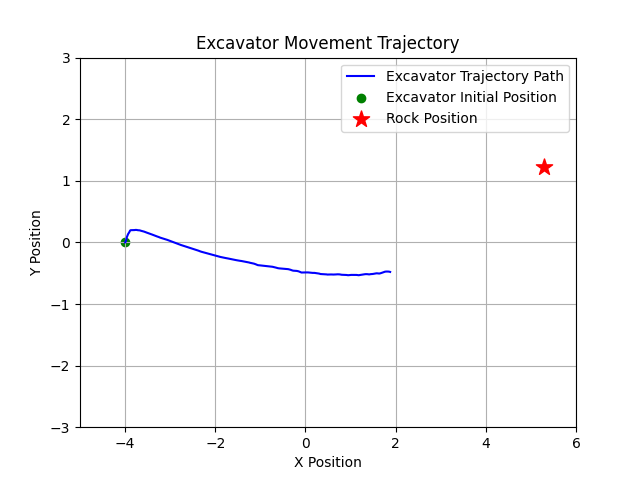 Excavator Movement Trajectory
Excavator Trajectory Path
Excavator Initial Position
Rock Position
Y Position
3
2
1
0
−1
−2
−3
−4
−2
0
2
4
6
X Position